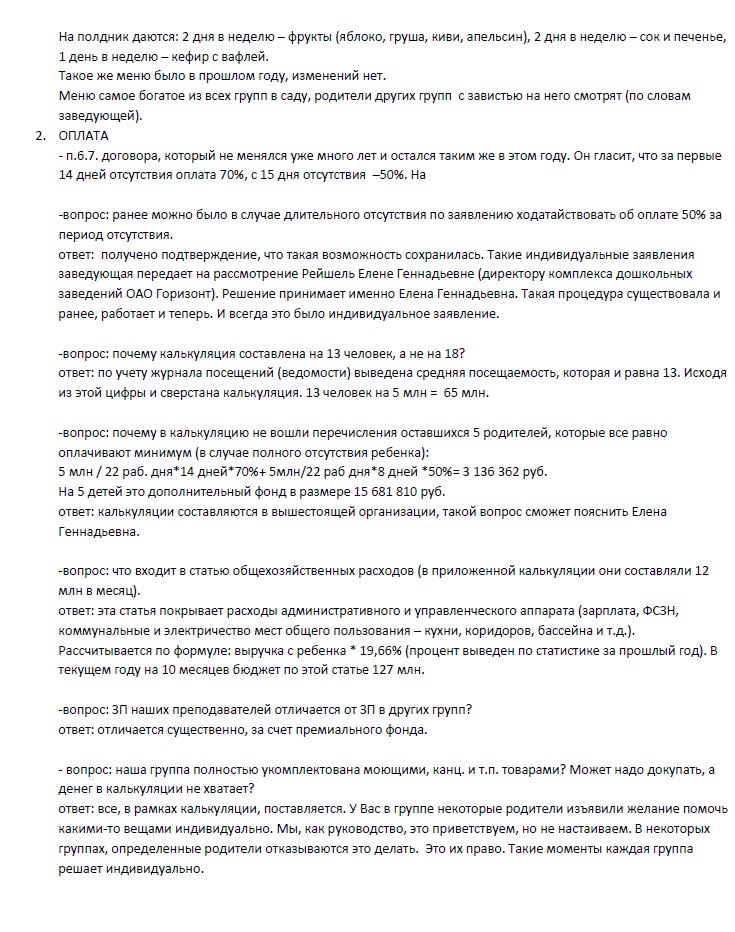 На полдник даются: 2 дня в неделю – фрукты (яблоко, груша, киви, апельсин), 2 дня в неделю – сок и печенье,
1 день в неделю – кефир с вафлей.
Такое же меню было в прошлом году, изменений нет.
Меню самое богатое из всех групп в саду, родители других групп  с завистью на него смотрят (по словам
заведующей).
2. ОПЛАТА
- п.6.7. договора, который не менялся уже много лет и остался таким же в этом году. Он гласит, что за первые
14 дней отсутствия оплата 70%, с 15 дня отсутствия  –50%. На
-вопрос: ранее можно было в случае длительного отсутствия по заявлению ходатайствовать об оплате 50% за
период отсутствия.
ответ:  получено подтверждение, что такая возможность сохранилась. Такие индивидуальные заявления
заведующая передает на рассмотрение Рейшель Елене Геннадьевне (директору комплекса дошкольных
заведений ОАО Горизонт). Решение принимает именно Елена Геннадьевна. Такая процедура существовала и
ранее, работает и теперь. И всегда это было индивидуальное заявление.
-вопрос: почему калькуляция составлена на 13 человек, а не на 18?
ответ: по учету журнала посещений (ведомости) выведена средняя посещаемость, которая и равна 13. Исходя
из этой цифры и сверстана калькуляция. 13 человек на 5 млн =  65 млн.
-вопрос: почему в калькуляцию не вошли перечисления оставшихся 5 родителей, которые все равно
оплачивают минимум (в случае полного отсутствия ребенка):
5 млн / 22 раб. дня*14 дней*70%+ 5млн/22 раб дня*8 дней *50%= 3 136 362 руб.
На 5 детей это дополнительный фонд в размере 15 681 810 руб.
ответ: калькуляции составляются в вышестоящей организации, такой вопрос сможет пояснить Елена
Геннадьевна.
-вопрос: что входит в статью общехозяйственных расходов (в приложенной калькуляции они составляли 12
млн в месяц).
ответ: эта статья покрывает расходы административного и управленческого аппарата (зарплата, ФСЗН,
коммунальные и электричество мест общего пользования – кухни, коридоров, бассейна и т.д.).
Рассчитывается по формуле: выручка с ребенка * 19,66% (процент выведен по статистике за прошлый год). В
текущем году на 10 месяцев бюджет по этой статье 127 млн.
-вопрос: ЗП наших преподавателей отличается от ЗП в других групп?
ответ: отличается существенно, за счет премиального фонда.
- вопрос: наша группа полностью укомплектована моющими, канц. и т.п. товарами? Может надо докупать, а
денег в калькуляции не хватает?
ответ: все, в рамках калькуляции, поставляется. У Вас в группе некоторые родители изъявили желание помочь
какими-то вещами индивидуально. Мы, как руководство, это приветствуем, но не настаиваем. В некоторых
группах, определенные родители отказываются это делать.  Это их право. Такие моменты каждая группа
решает индивидуально.